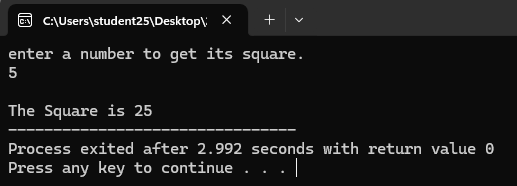 C:\Users\student25\Desktop\
enter a number to get its square.
5
The Square is 25
--------------------------------
Process exited after 2.992 seconds with return value 0
Press any key to continue . . .